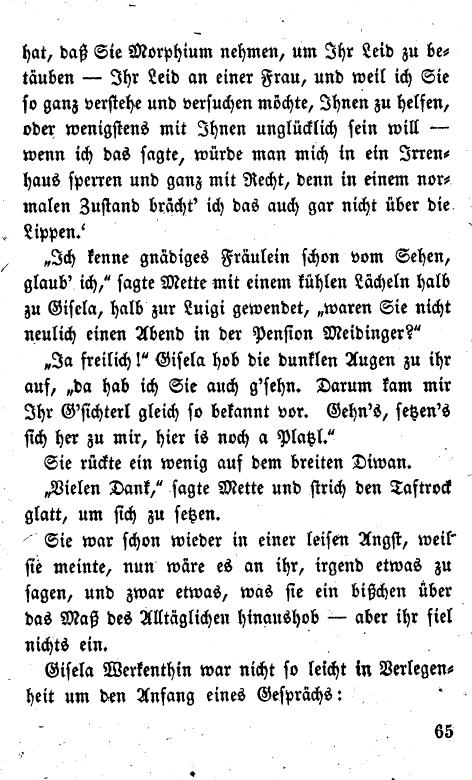 hat, daß Sie Morphium nehmen, um Ihr Leid zu be-
täuben — Ihr Leid an einer Frau, und weil ich Sie
so ganz verstehe und versuchen möchte, Ihnen zu helfen,
oder wenigstens mit Ihnen unglücklich sein will —
wenn ich das sagte, würde man mich in ein Irren-
haus sperren und ganz mit Recht, denn in einem nor-
malen Zustand brächt' ich das auch gar nicht über die
Lippen.‘
„Ich kenne gnädiges Fräulein schon vom Sehen,
glaub' ich,“ sagte Mette mit einem kühlen Lächeln halb
zu Gisela, halb zur Luigi gewendet, „waren Sie nicht
neulich einen Abend in der Pension Meidinger?“
„Ja freilich!“ Gisela hob die dunklen Augen zu ihr
auf, „da hab ich Sie auch g'sehn. Darum kam mir
Ihr G'sichterl gleich so bekannt vor. Gehn's, setzen's
sich her zu mir, hier is noch a Platzl.“
Sie rückte ein wenig auf dem breiten Diwan.
„Vielen Dank,“ sagte Mette und strich den Taftrock
glatt, um sich zu setzen.
Sie war schon wieder in einer leisen Angst, weil
sie meinte, nun wäre es an ihr, irgend etwas zu
sagen, und zwar etwas, was sie ein bißchen über
das Maß des Alltäglichen hinaushob — aber ihr fiel
nichts ein.
Gisela Werkenthin war nicht so leicht in Verlegen-
heit um den Anfang eines Gesprächs:
65